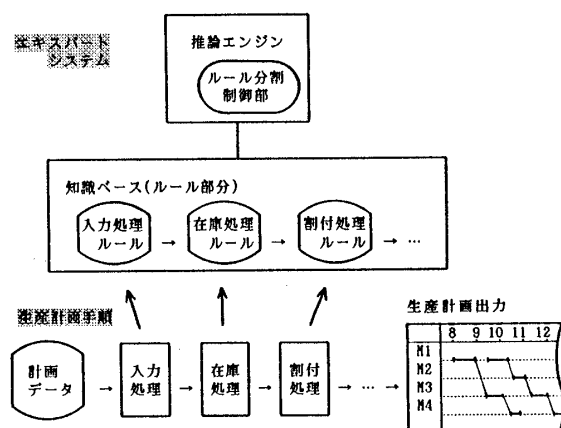 エキスパート
システム
推論エンジン
ルール分割
制御部
知識ベース(ルール部分)
入力処理
ルール
→
在庫処理
ルール
→
割付処理
ルール
→ …
生産計画手順
計画
データ
→
入力
処理
→
在庫
処理
→
割付
処理
→ … →
生産計画出力
8 9 10 11 12
M1
M2
M3
M4